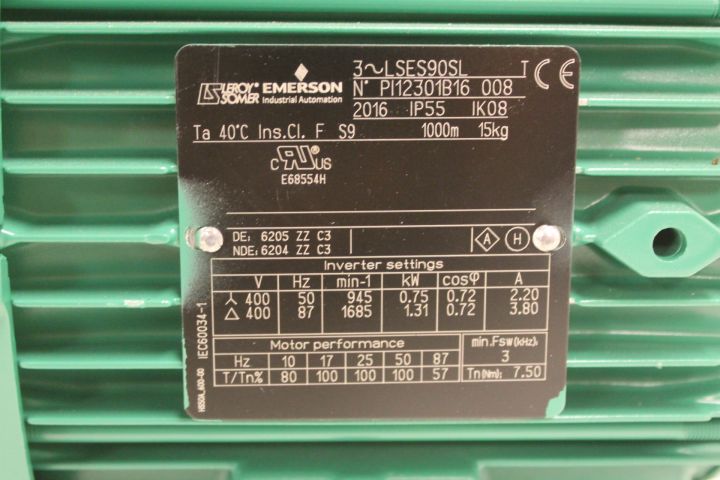 LEROY® SOMER EMERSON Industrial Automation
3~LSES90SL T CE
N° PI12301B16 008
2016 IP55 IK08
Ta 40°C Ins.Cl. F S9 1000m 15kg
c RU ® US
E68554H
DE: 6205 ZZ C3
NDE: 6204 ZZ C3
A H
Inverter settings
V Hz min-1 kW cosφ A
⅄ 400 50 945 0.75 0.72 2.20
Δ 400 87 1685 1.31 0.72 3.80
Motor performance min.Fsw(kHz):
Hz 10 17 25 50 87 3
T/Tn% 80 100 100 100 57 Tn(Nm): 7.50
IEC60034-1